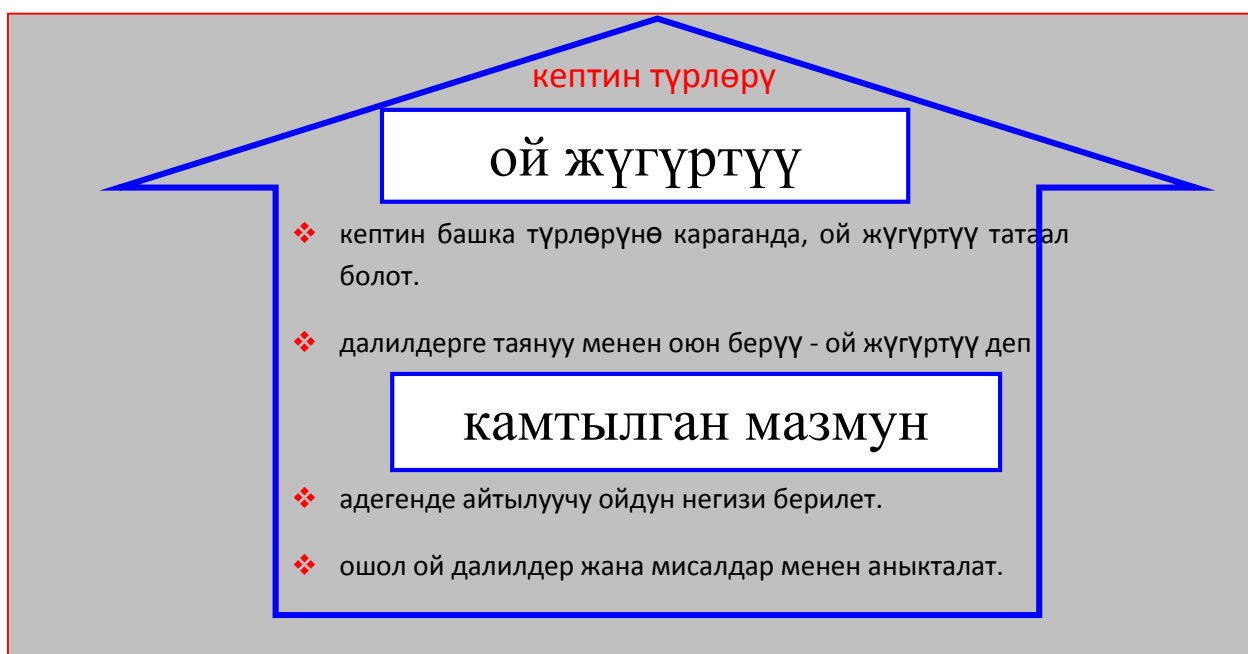 кептин түрлөрү
ой жүгүртүү
кептин башка түрлөрүнө караганда, ой жүгүртүү татаал
болот.
далилдерге таянуу менен оюн берүү - ой жүгүртүү деп
камтылган мазмун
адегенде айтылуучу ойдун негизи берилет.
ошол ой далилдер жана мисалдар менен аныкталат.